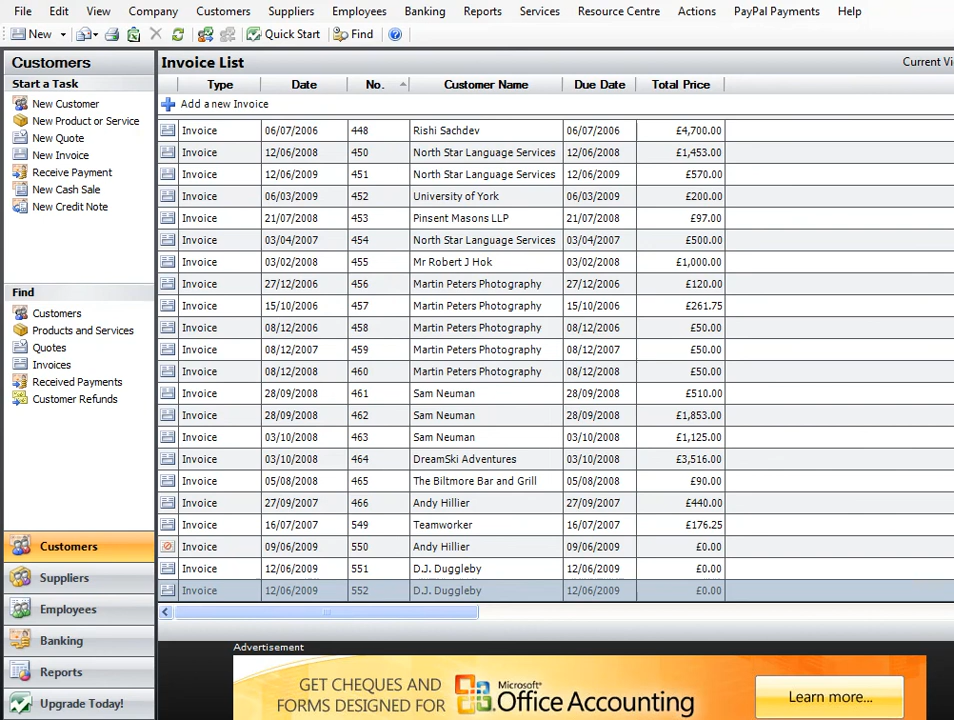 File Edit View Company Customers Suppliers Employees Banking Reports Services Resource Centre Actions PayPal Payments Help
New Quick Start Find
Customers
Start a Task
New Customer
New Product or Service
New Quote
New Invoice
Receive Payment
New Cash Sale
New Credit Note
Find
Customers
Products and Services
Quotes
Invoices
Received Payments
Customer Refunds
Customers
Suppliers
Employees
Banking
Reports
Upgrade Today!
Invoice List Current Vi
Type Date No. Customer Name Due Date Total Price
Add a new Invoice
Invoice 06/07/2006 448 Rishi Sachdev 06/07/2006 £4,700.00
Invoice 12/06/2008 450 North Star Language Services 12/06/2008 £1,453.00
Invoice 12/06/2009 451 North Star Language Services 12/06/2009 £570.00
Invoice 06/03/2009 452 University of York 06/03/2009 £200.00
Invoice 21/07/2008 453 Pinsent Masons LLP 21/07/2008 £97.00
Invoice 03/04/2007 454 North Star Language Services 03/04/2007 £500.00
Invoice 03/02/2008 455 Mr Robert J Hok 03/02/2008 £1,000.00
Invoice 27/12/2006 456 Martin Peters Photography 27/12/2006 £120.00
Invoice 15/10/2006 457 Martin Peters Photography 15/10/2006 £261.75
Invoice 08/12/2006 458 Martin Peters Photography 08/12/2006 £50.00
Invoice 08/12/2007 459 Martin Peters Photography 08/12/2007 £50.00
Invoice 08/12/2008 460 Martin Peters Photography 08/12/2008 £50.00
Invoice 28/09/2008 461 Sam Neuman 28/09/2008 £510.00
Invoice 28/09/2008 462 Sam Neuman 28/09/2008 £1,853.00
Invoice 03/10/2008 463 Sam Neuman 03/10/2008 £1,125.00
Invoice 03/10/2008 464 DreamSki Adventures 03/10/2008 £3,516.00
Invoice 05/08/2008 465 The Biltmore Bar and Grill 05/08/2008 £90.00
Invoice 27/09/2007 466 Andy Hillier 27/09/2007 £440.00
Invoice 16/07/2007 549 Teamworker 16/07/2007 £176.25
Invoice 09/06/2009 550 Andy Hillier 09/06/2009 £0.00
Invoice 12/06/2009 551 D.J. Duggleby 12/06/2009 £0.00
Invoice 12/06/2009 552 D.J. Duggleby 12/06/2009 £0.00
Advertisement
GET CHEQUES AND
FORMS DESIGNED FOR
Microsoft®
Office Accounting
Learn more...